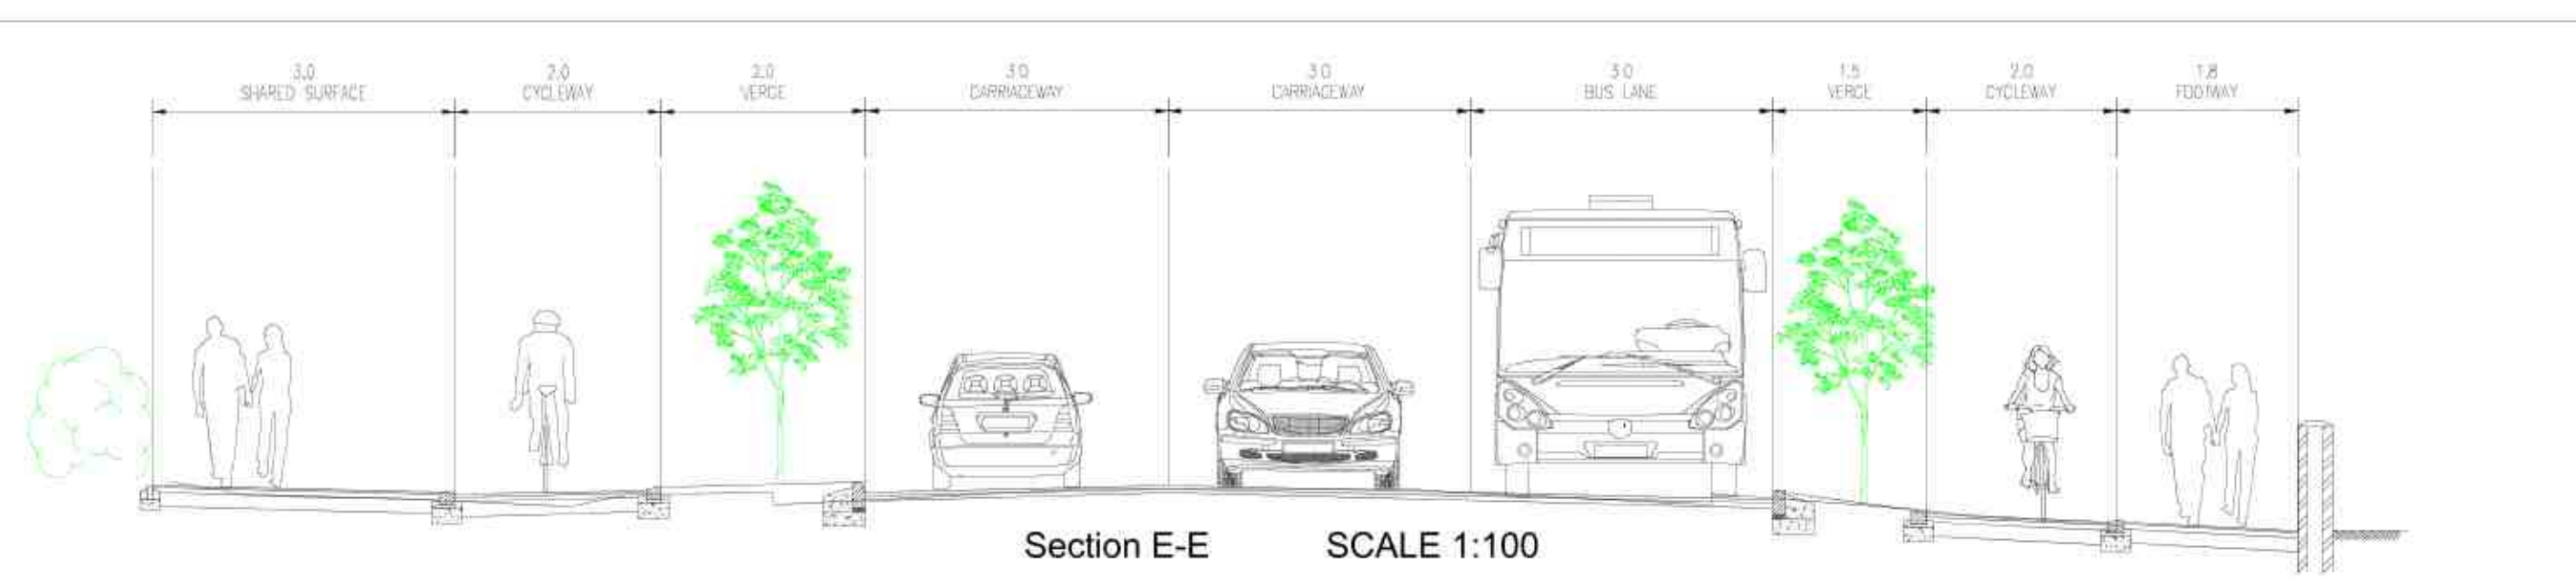 3.0
SHARED SURFACE
2.0
CYCLEWAY
2.0
VERGE
3.0
CARRIAGEWAY
3.0
CARRIAGEWAY
3.0
BUS LANE
1.5
VERGE
2.0
CYCLEWAY
1.8
FOOTWAY
Section E-E
SCALE 1:100